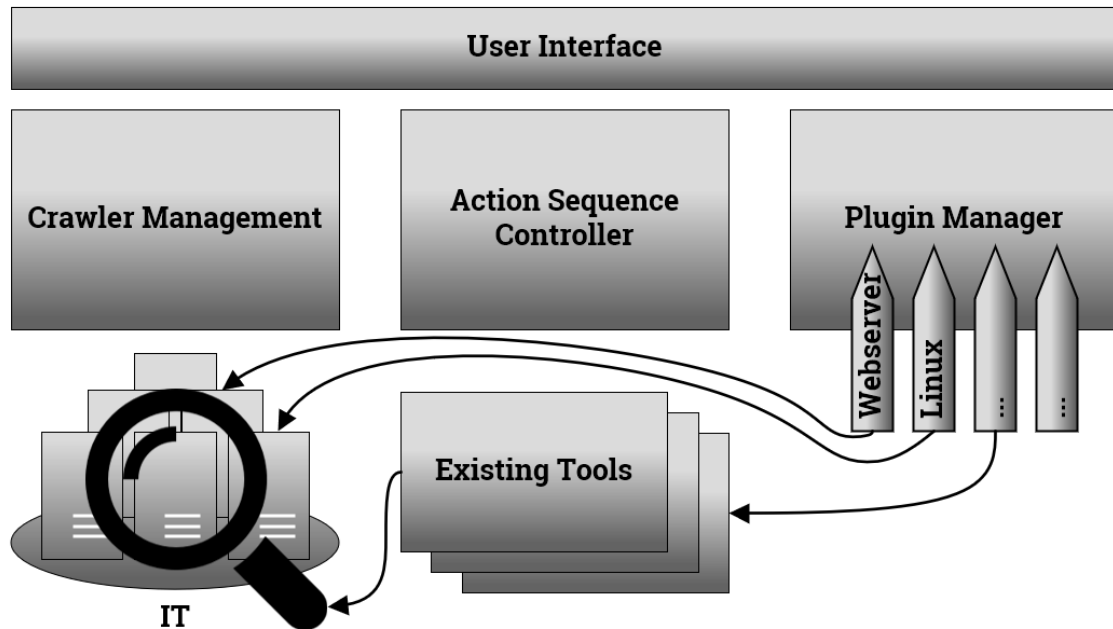 User Interface
Crawler Management
Action Sequence
Controller
Plugin Manager
Webserver
Linux
...
...
Existing Tools
IT